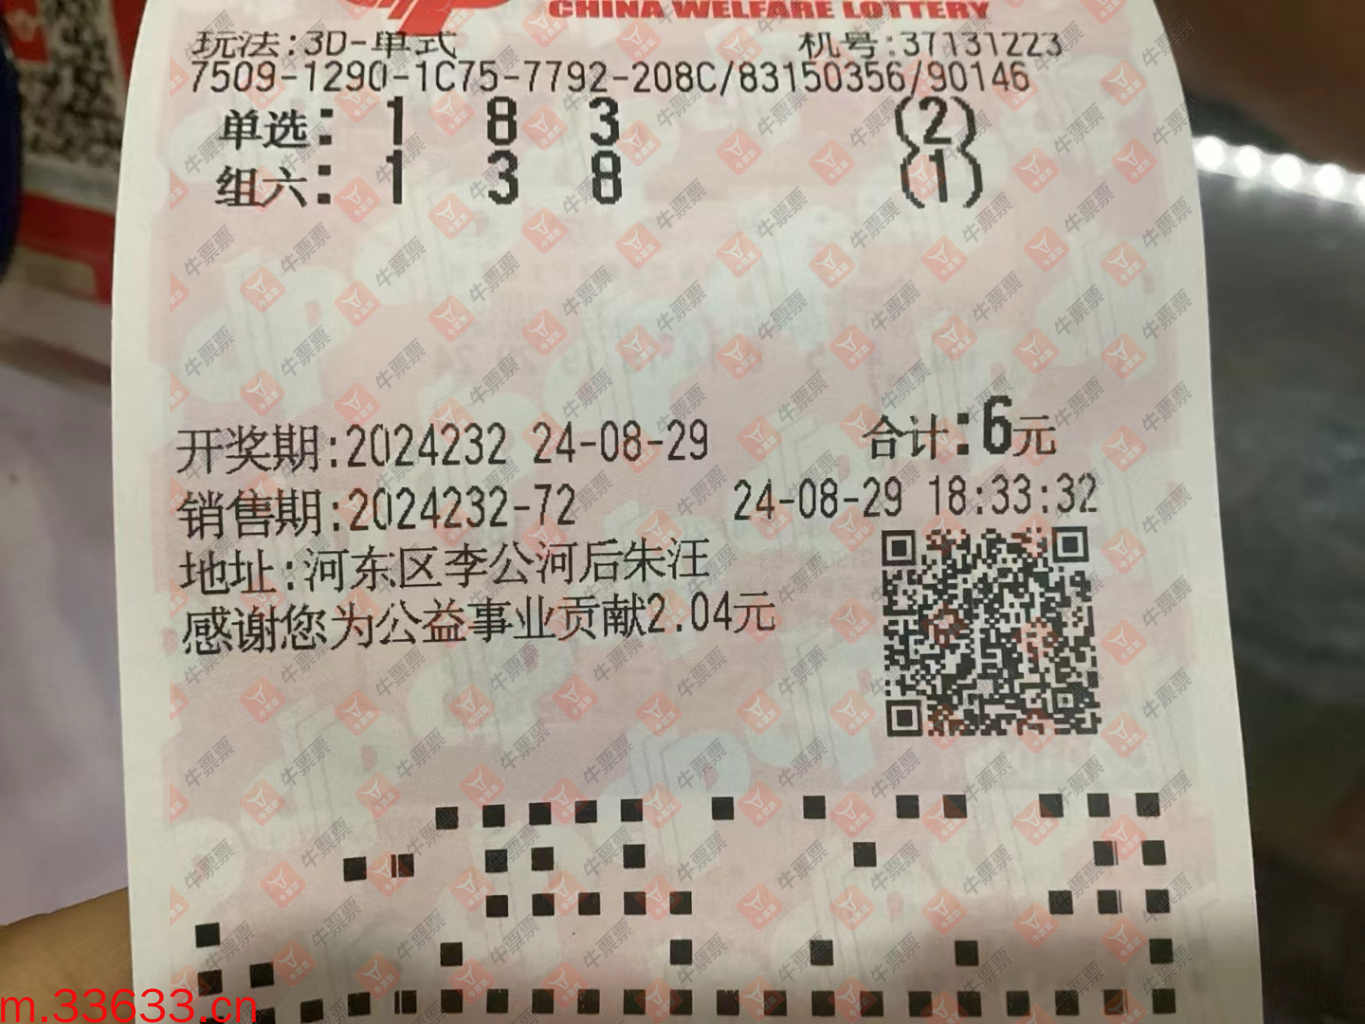 CHINA WELFARE LOTTERY
玩法:3D-单式 机号:37131223
7509-1290-1C75-7792-208C/83150356/90146
单选: 1 8 3 (2)
组六: 1 3 8 (1)
开奖期:2024232 24-08-29 合计:6元
销售期:2024232-72 24-08-29 18:33:32
地址:河东区李公河后朱汪
感谢您为公益事业贡献2.04元
牛票票
m.33633.cn